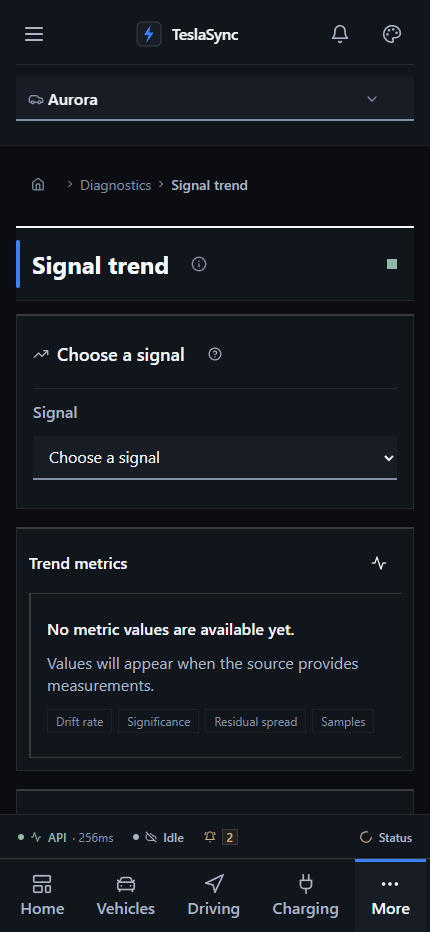 TeslaSync
Aurora
Diagnostics
Signal trend
Signal trend
Choose a signal
Signal
Choose a signal
Trend metrics
No metric values are available yet.
Values will appear when the source provides
measurements.
Drift rate
Significance
Residual spread
Samples
API · 256ms
Idle
2
Status
Home
Vehicles
Driving
Charging
More